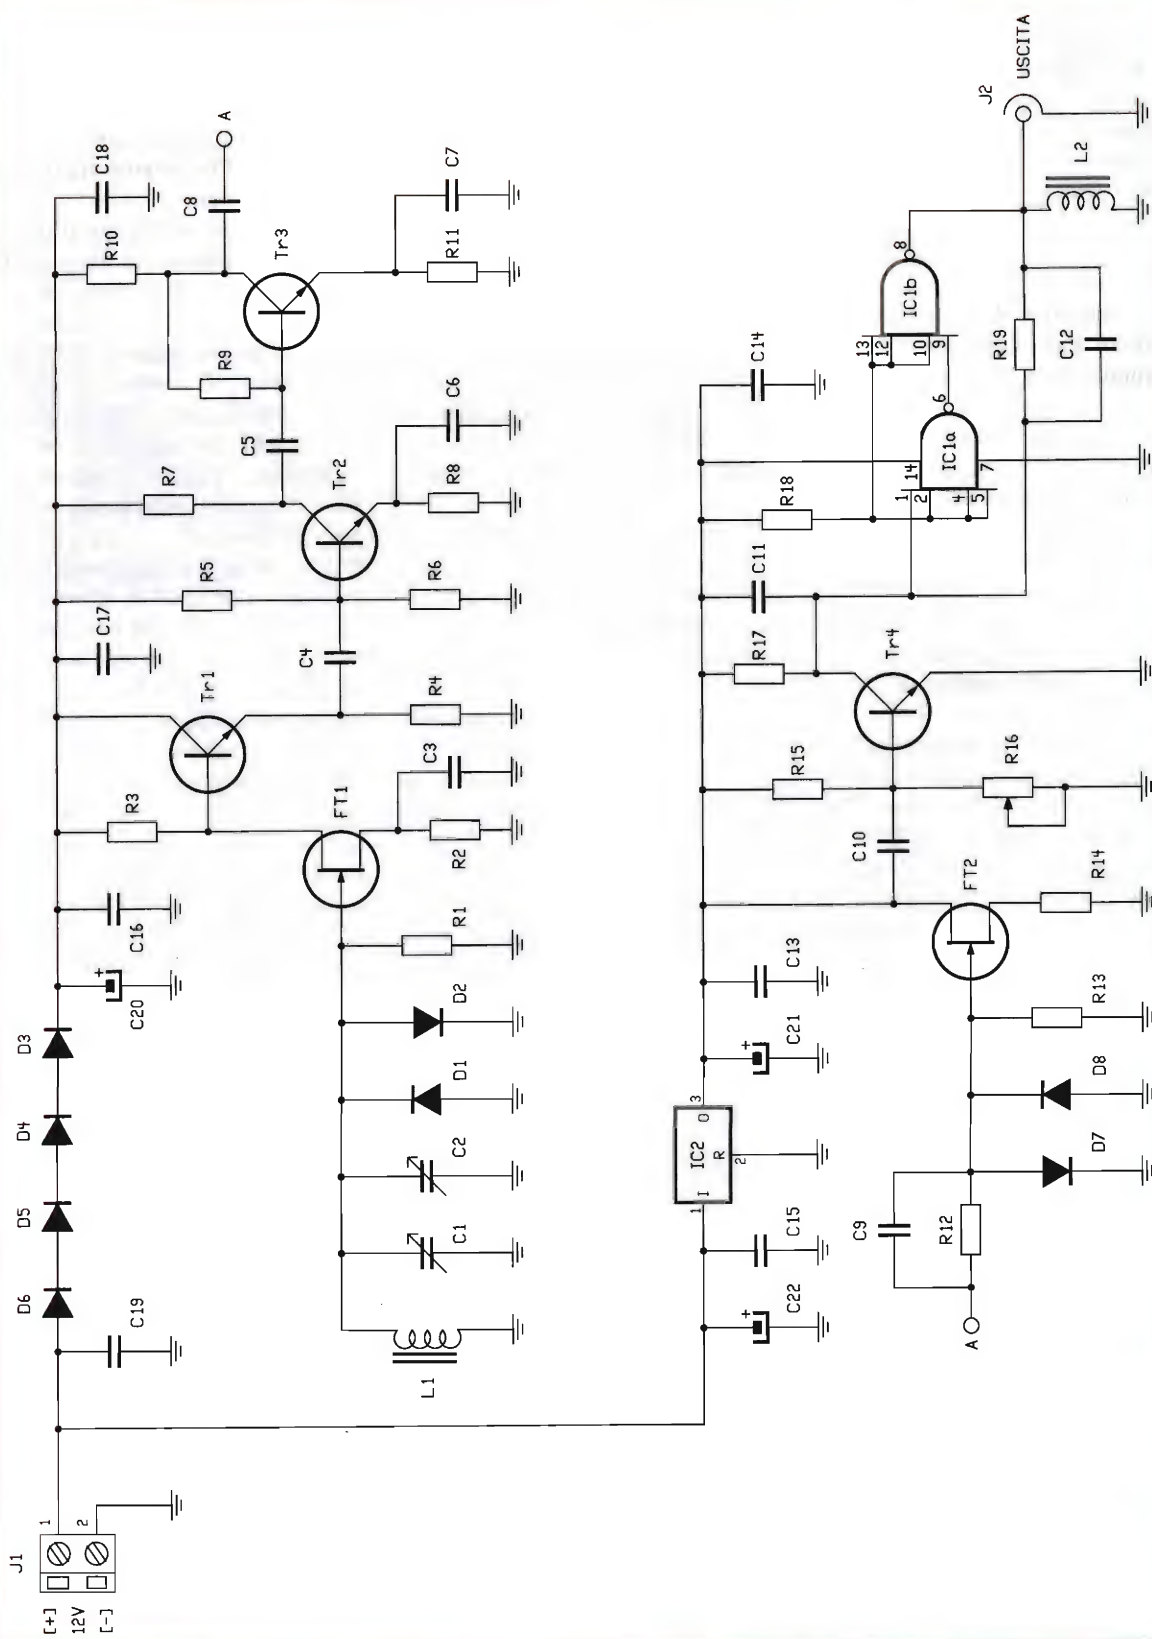 J1
[+]
12V
[-]
1
2
D6
D5
D4
D3
C19
C20
+
C16
R3
Tr1
C17
R5
R7
Tr2
C5
R9
R10
Tr3
C18
C8
A
L1
C1
C2
D1
D2
R1
FT1
R2
C3
R4
C4
R6
R8
C6
R11
C7
C22
+
C15
1
I
IC2
R
2
O
3
C21
+
C13
R15
R17
C11
R18
C14
A
C9
R12
D7
D8
R13
FT2
R14
C10
R16
Tr4
1
2
4
5
14
7
IC1a
6
13
12
10
9
IC1b
8
R19
C12
L2
J2
USCITA